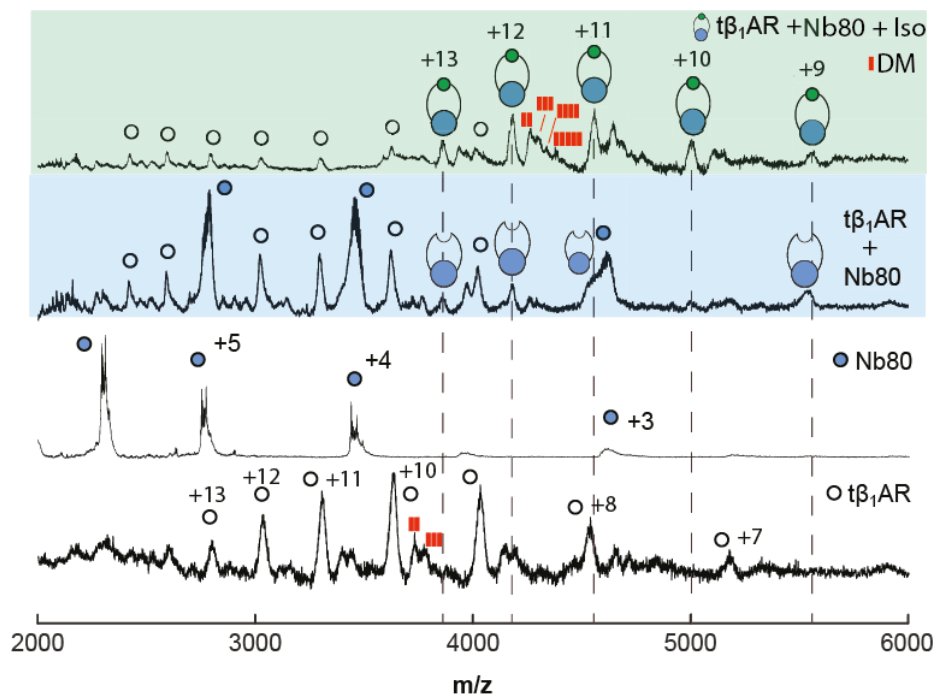 tβ₁AR + Nb80 + Iso
DM
+13
+12
+11
+10
+9
tβ₁AR
+
Nb80
Nb80
+5
+4
+3
tβ₁AR
+13
+12
+11
+10
+8
+7
2000
3000
4000
5000
6000
m/z